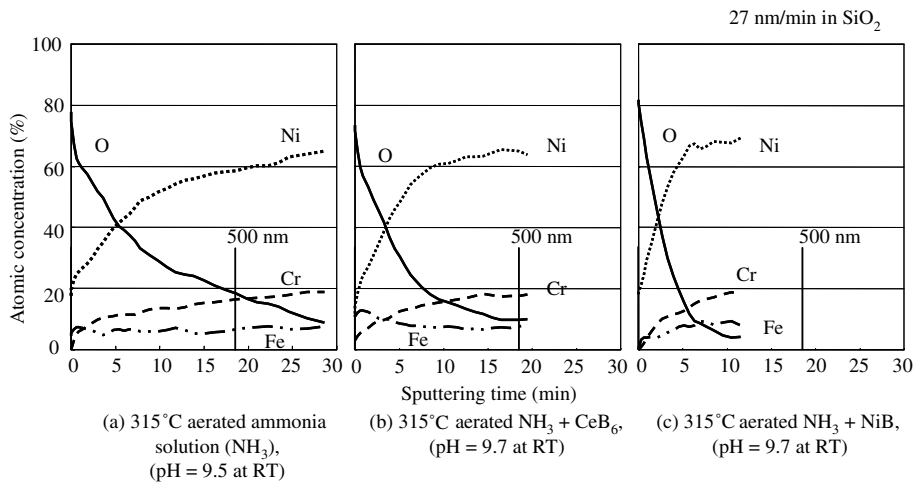 27 nm/min in SiO2
Atomic concentration (%)
100
80
60
40
20
0
O
Ni
500 nm
Cr
Fe
0 5 10 15 20 25 30
O
Ni
500 nm
Cr
Fe
0 5 10 15 20 25 30
O
Ni
500 nm
Cr
Fe
0 5 10 15 20 25 30
Sputtering time (min)
(a) 315°C aerated ammonia
solution (NH3),
(pH = 9.5 at RT)
(b) 315°C aerated NH3 + CeB6,
(pH = 9.7 at RT)
(c) 315°C aerated NH3 + NiB,
(pH = 9.7 at RT)